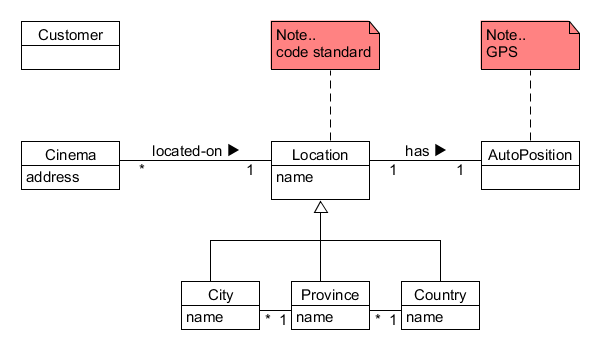 Customer
Note..
code standard
Note..
GPS
Cinema
address
located-on ▶
*
1
Location
name
has ▶
1
1
AutoPosition
City
name
*
1
Province
name
*
1
Country
name